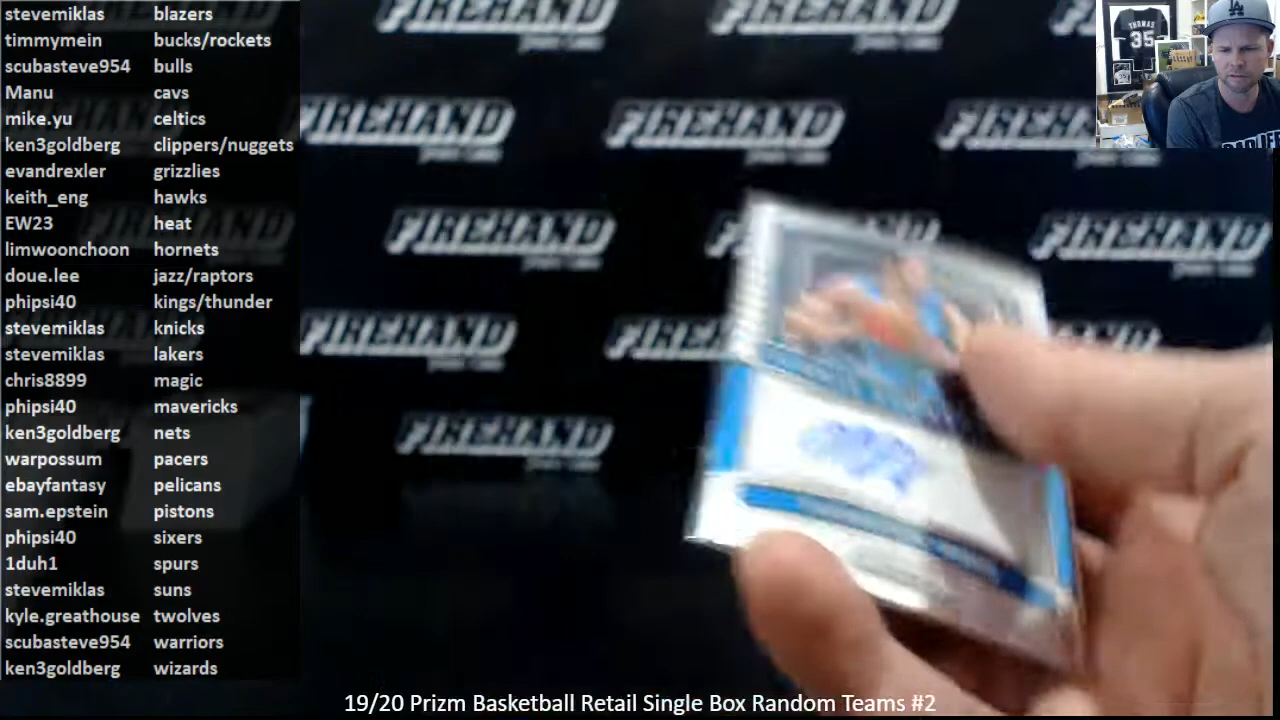 stevemiklas blazers
timmymein bucks/rockets
scubasteve954 bulls
Manu cavs
mike.yu celtics
ken3goldberg clippers/nuggets
evandrexler grizzlies
keith_eng hawks
EW23 heat
limwoonchoon hornets
doue.lee jazz/raptors
phipsi40 kings/thunder
stevemiklas knicks
stevemiklas lakers
chris8899 magic
phipsi40 mavericks
ken3goldberg nets
warpossum pacers
ebayfantasy pelicans
sam.epstein pistons
phipsi40 sixers
1duh1 spurs
stevemiklas suns
kyle.greathouse twolves
scubasteve954 warriors
ken3goldberg wizards
FIREHAND FIREHAND
FIREHAND FIREHAND FIREHAND
FIREHAND FIREHAND
FIREHAND FIREHAND
FIREHAND
THOMAS
35
LA
19/20 Prizm Basketball Retail Single Box Random Teams #2